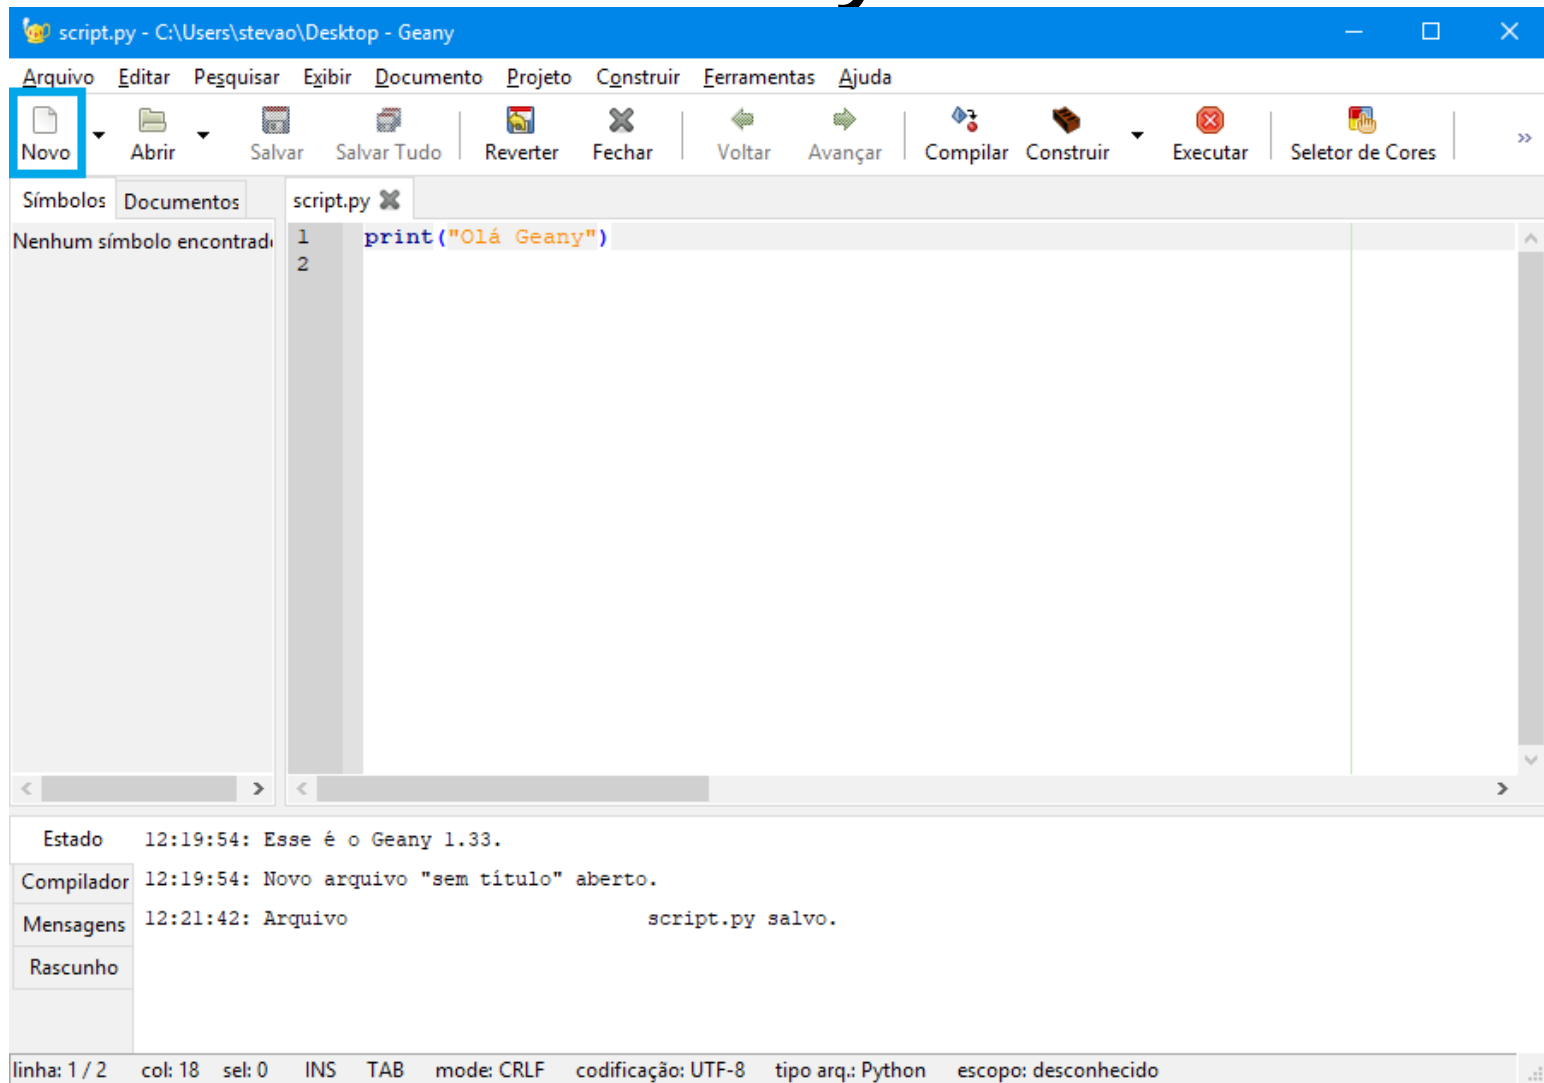 script.py - C:\Users\stevao\Desktop - Geany
Arquivo Editar Pesquisar Exibir Documento Projeto Construir Ferramentas Ajuda
Novo Abrir Salvar Salvar Tudo Reverter Fechar Voltar Avançar Compilar Construir Executar Seletor de Cores
Símbolos Documentos script.py
Nenhum símbolo encontrad
1 print("Olá Geany")
2
Estado 12:19:54: Esse é o Geany 1.33.
Compilador 12:19:54: Novo arquivo "sem título" aberto.
Mensagens 12:21:42: Arquivo script.py salvo.
Rascunho
linha: 1 / 2 col: 18 sel: 0 INS TAB mode: CRLF codificação: UTF-8 tipo arq.: Python escopo: desconhecido